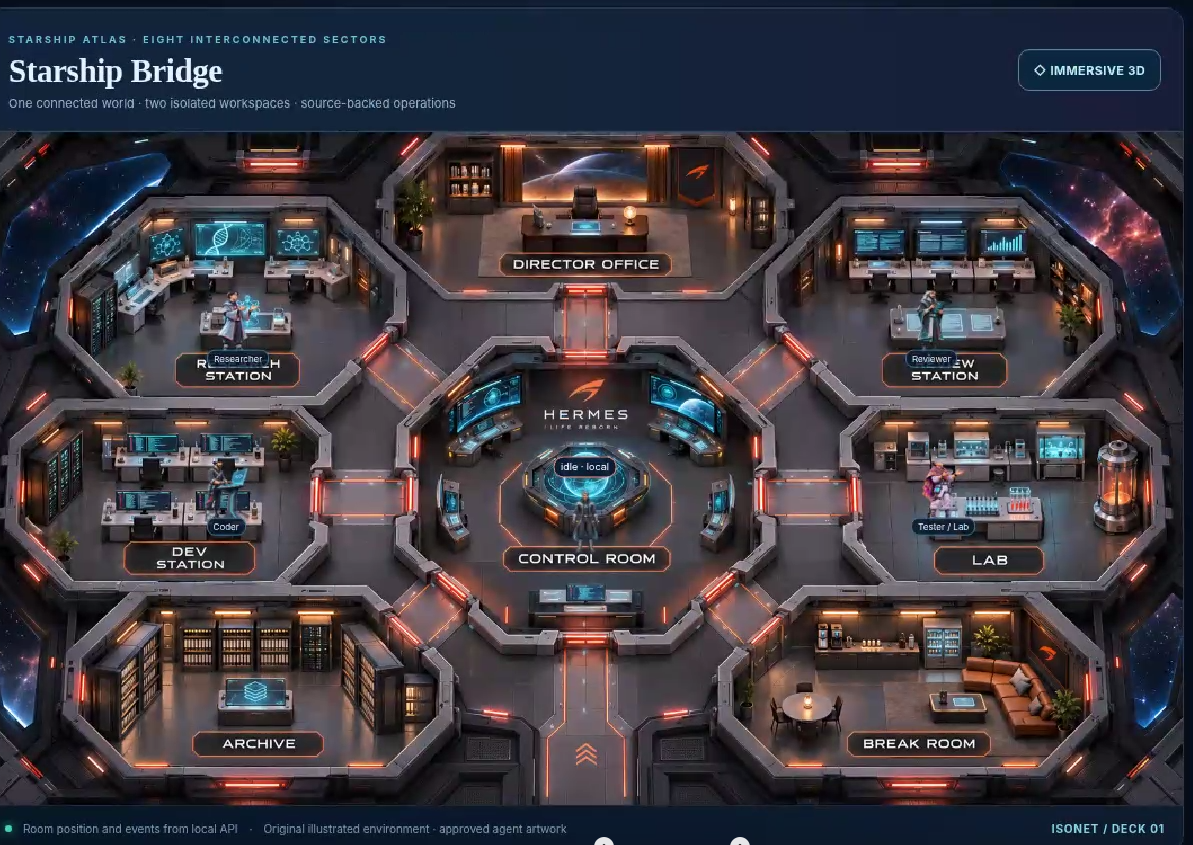 STARSHIP ATLAS · EIGHT INTERCONNECTED SECTORS
Starship Bridge
One connected world · two isolated workspaces · source-backed operations
◇ IMMERSIVE 3D
DIRECTOR OFFICE
Researcher
STATION
Reviewer
STATION
HERMES
idle · local
CONTROL ROOM
Coder
DEV
STATION
Tester / Lab
LAB
ARCHIVE
BREAK ROOM
Room position and events from local API · Original illustrated environment · approved agent artwork
ISONET / DECK 01